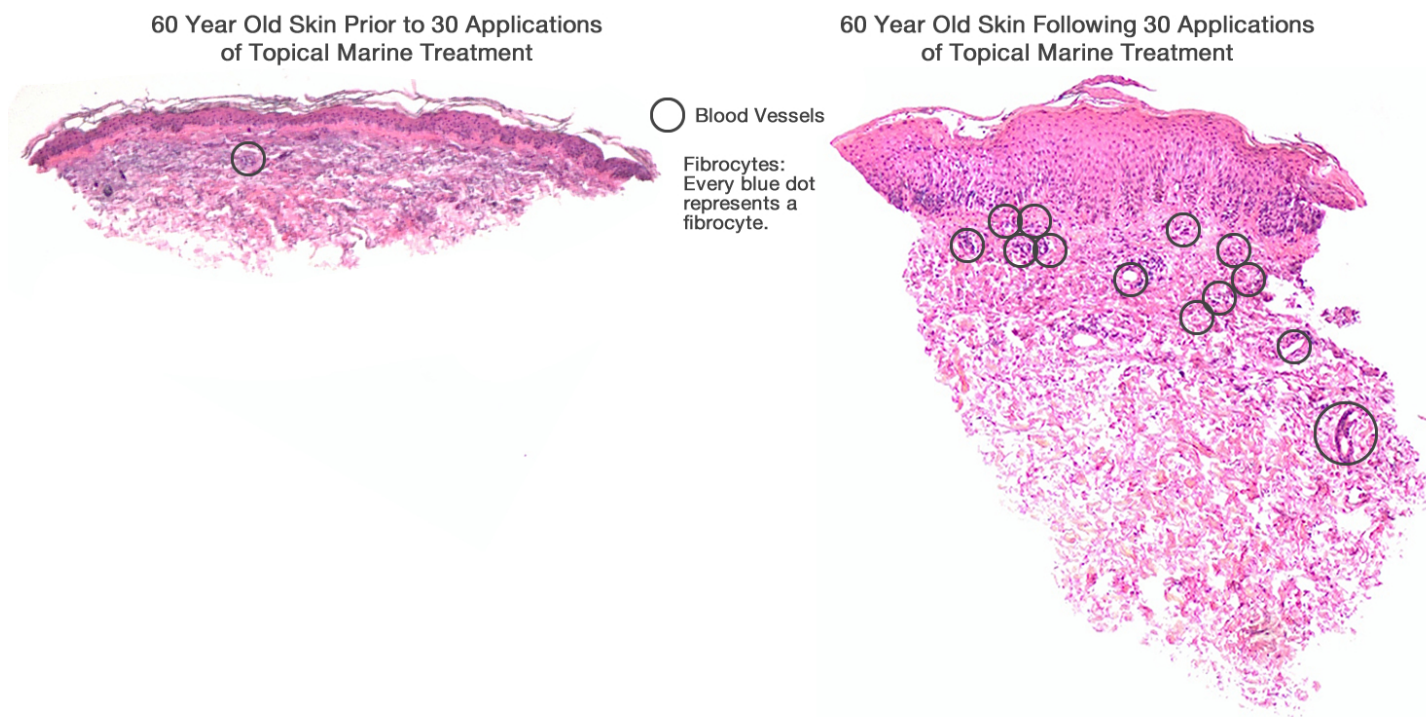 60 Year Old Skin Prior to 30 Applications
of Topical Marine Treatment
60 Year Old Skin Following 30 Applications
of Topical Marine Treatment
Blood Vessels
Fibrocytes:
Every blue dot
represents a
fibrocyte.